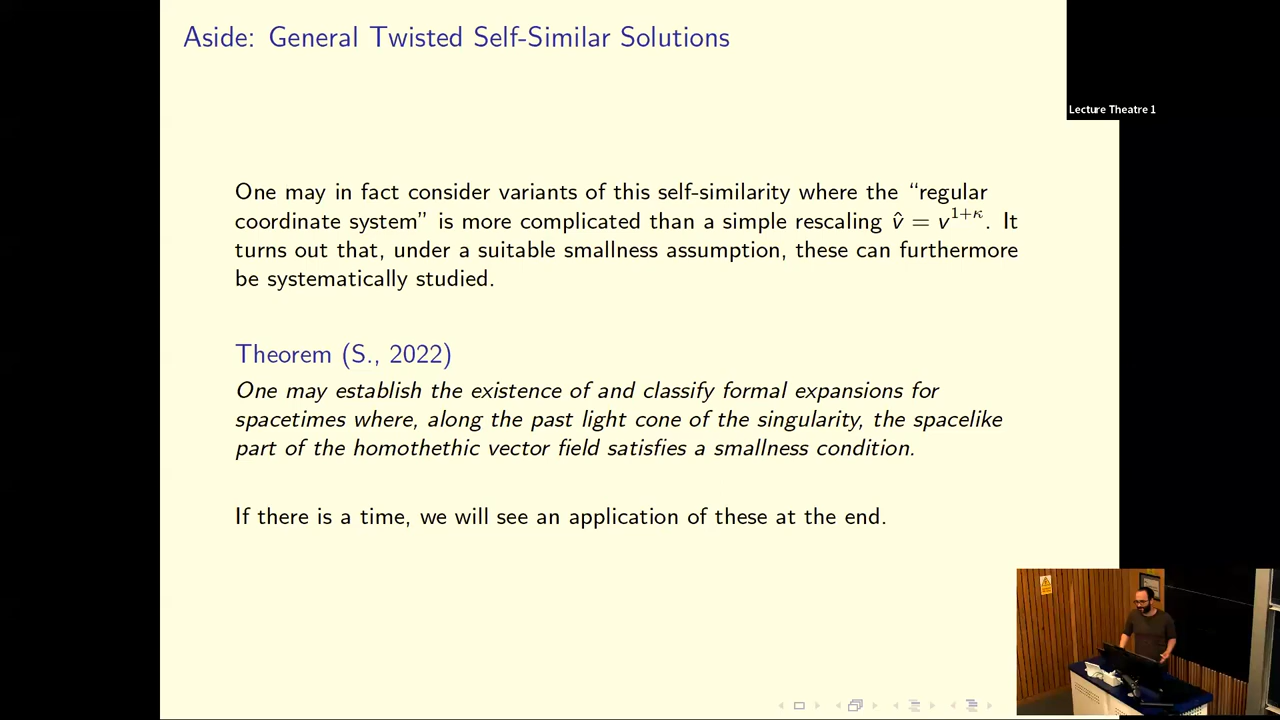 Aside: General Twisted Self-Similar Solutions
Lecture Theatre 1
One may in fact consider variants of this self-similarity where the “regular
coordinate system” is more complicated than a simple rescaling v̂ = v^{1+κ}. It
turns out that, under a suitable smallness assumption, these can furthermore
be systematically studied.
Theorem (S., 2022)
One may establish the existence of and classify formal expansions for
spacetimes where, along the past light cone of the singularity, the spacelike
part of the homothethic vector field satisfies a smallness condition.
If there is a time, we will see an application of these at the end.